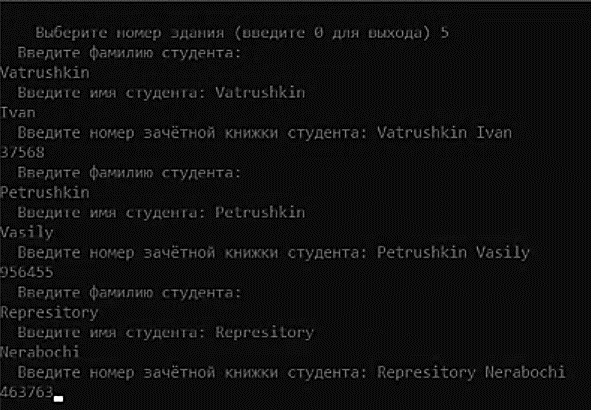 Выберите номер здания (введите 0 для выхода) 5
Введите фамилию студента:
Vatrushkin
Введите имя студента: Vatrushkin
Ivan
Введите номер зачётной книжки студента: Vatrushkin Ivan
37568
Введите фамилию студента:
Petrushkin
Введите имя студента: Petrushkin
Vasily
Введите номер зачётной книжки студента: Petrushkin Vasily
956455
Введите фамилию студента:
Represitory
Введите имя студента: Represitory
Nerabochi
Введите номер зачётной книжки студента: Represitory Nerabochi
463763